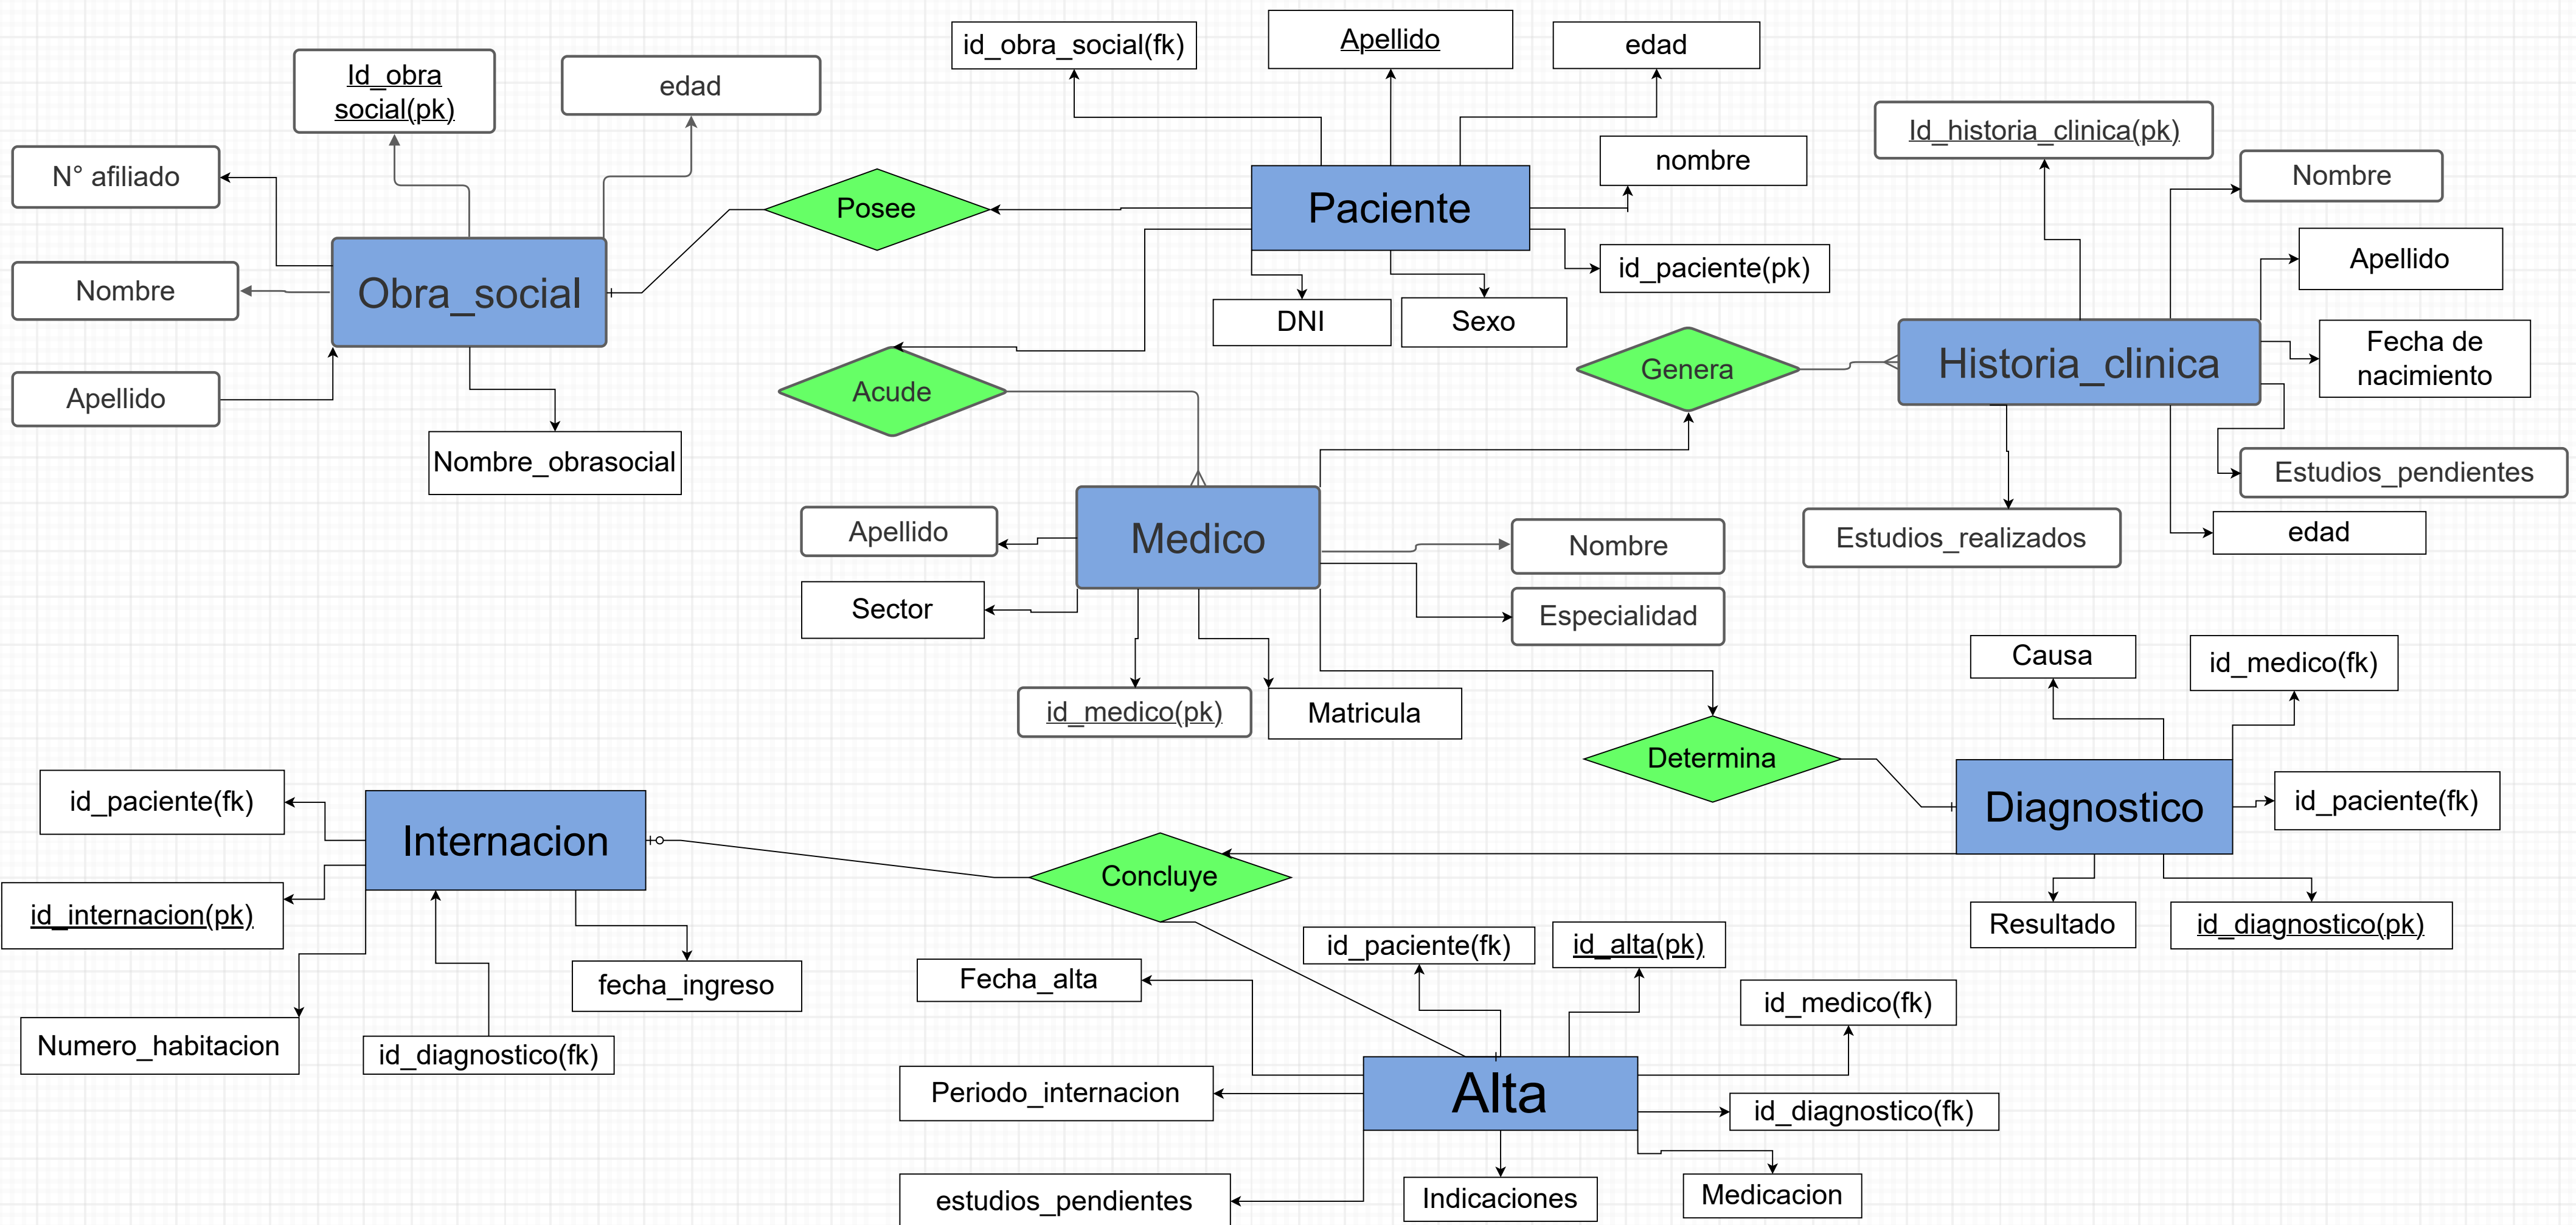 id_obra_social(fk)
Apellido
edad
Id_obra
social(pk)
edad
N° afiliado
Nombre
Apellido
Obra_social
Nombre_obrasocial
Posee
Paciente
nombre
id_paciente(pk)
DNI
Sexo
Acude
Genera
Id_historia_clinica(pk)
Nombre
Apellido
Historia_clinica
Fecha de
nacimiento
Estudios_pendientes
Estudios_realizados
edad
Medico
Apellido
Sector
Nombre
Especialidad
id_medico(pk)
Matricula
Determina
Causa
id_medico(fk)
Diagnostico
id_paciente(fk)
Resultado
id_diagnostico(pk)
id_paciente(fk)
Internacion
id_internacion(pk)
fecha_ingreso
Numero_habitacion
id_diagnostico(fk)
Concluye
Fecha_alta
id_paciente(fk)
id_alta(pk)
id_medico(fk)
Periodo_internacion
Alta
id_diagnostico(fk)
estudios_pendientes
Indicaciones
Medicacion